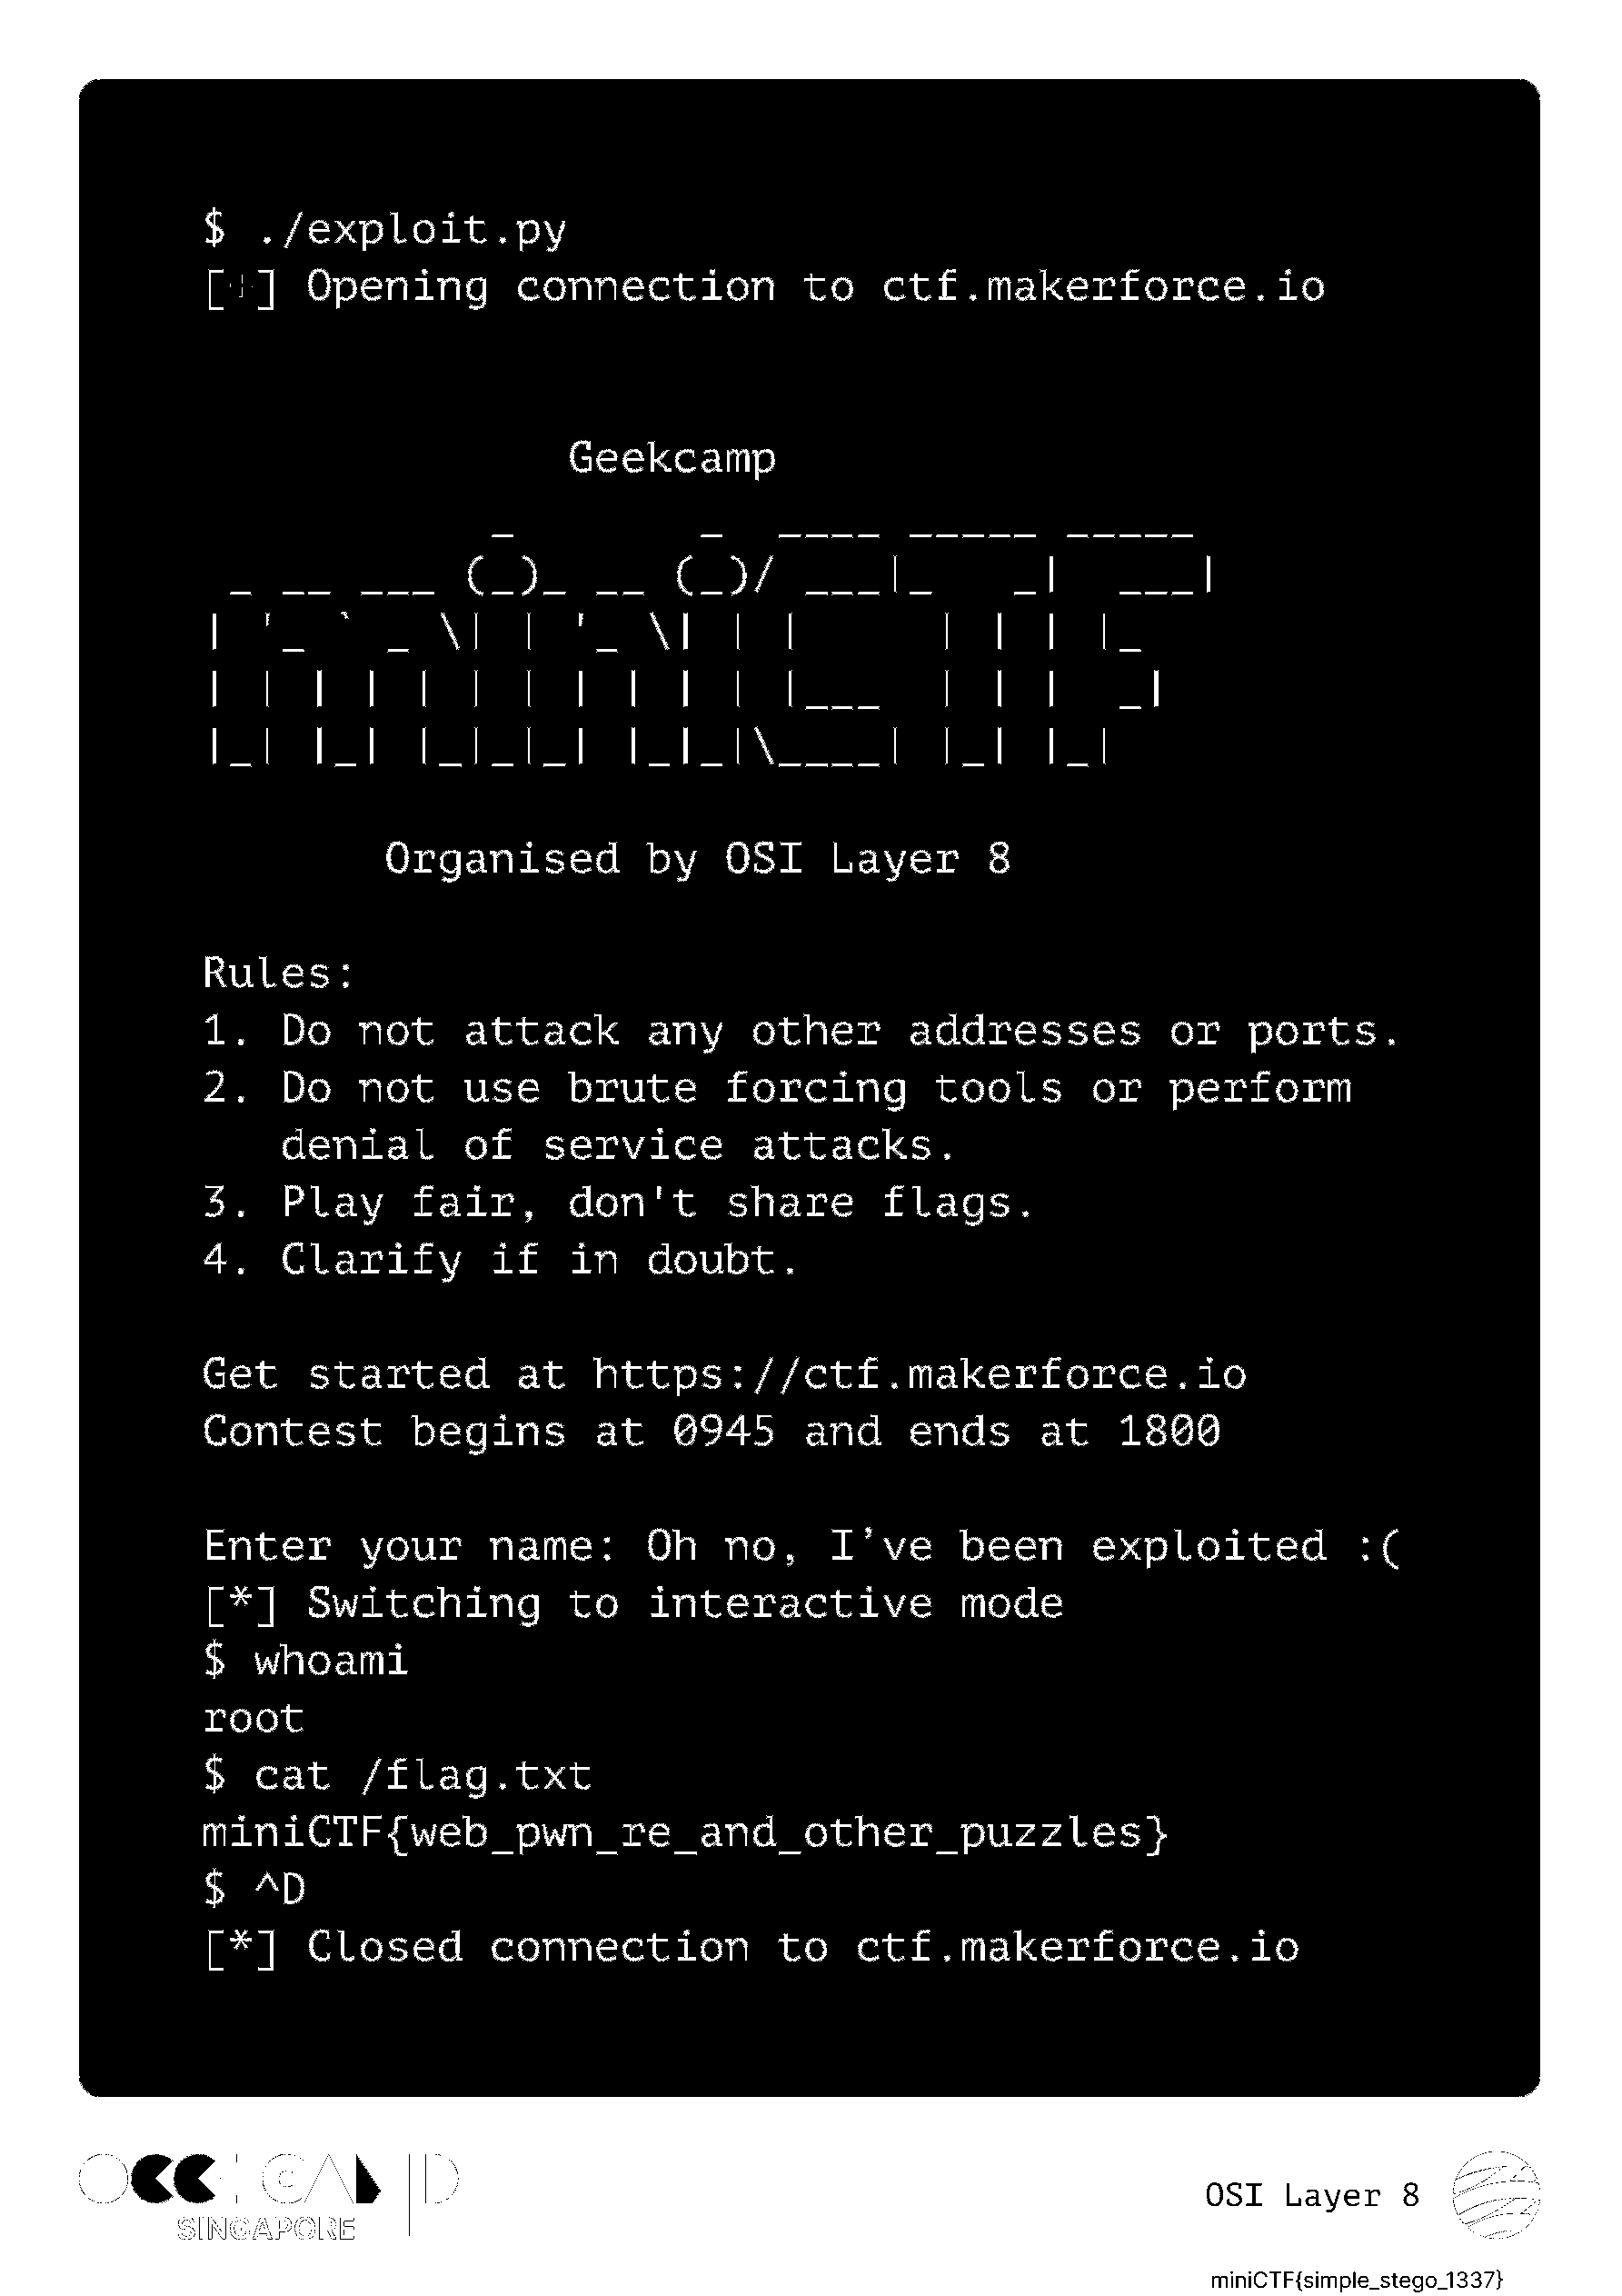 $ ./exploit.py
[+] Opening connection to ctf.makerforce.io
Geekcamp
              _       _  ____ _____ _____
 _ __ ___  (_)_ __  (_)/ ___|_   _|  ___|
| '_ ` _ \| | '_ \| | |     | | | |_
| | | | | | | | | | | |___  | | |  _|
|_| |_| |_|_|_| |_|_|\____| |_| |_|
Organised by OSI Layer 8
Rules:
1. Do not attack any other addresses or ports.
2. Do not use brute forcing tools or perform
denial of service attacks.
3. Play fair, don't share flags.
4. Clarify if in doubt.
Get started at https://ctf.makerforce.io
Contest begins at 0945 and ends at 1800
Enter your name: Oh no, I’ve been exploited :(
[*] Switching to interactive mode
$ whoami
root
$ cat /flag.txt
miniCTF{web_pwn_re_and_other_puzzles}
$ ^D
[*] Closed connection to ctf.makerforce.io
SINGAPORE
OSI Layer 8
miniCTF{simple_stego_1337}